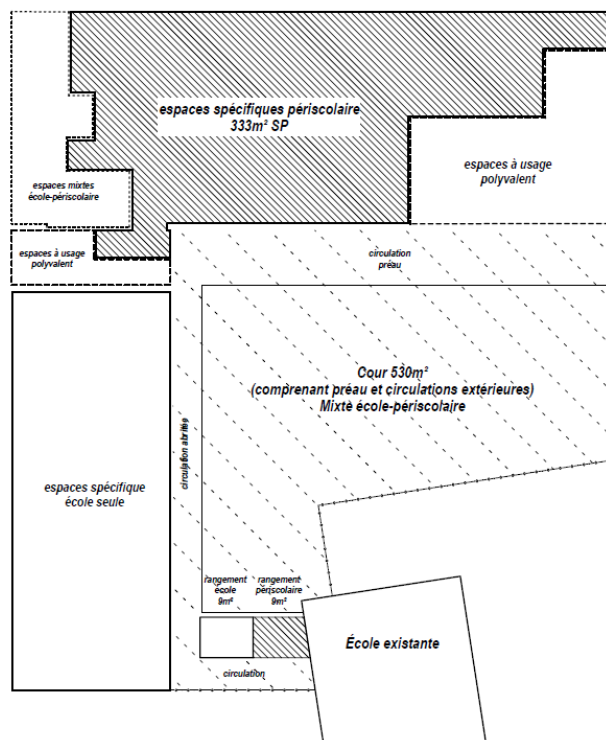 espaces spécifiques périscolaire
333m² SP
espaces à usage
polyvalent
espaces mixtes
école-périscolaire
espaces à usage
polyvalent
circulation
préau
Cour 530m²
(comprenant préau et circulations extérieures)
Mixte école-périscolaire
circulation abritée
espaces spécifique
école seule
rangement
école
9m²
rangement
périscolaire
9m²
École existante
circulation